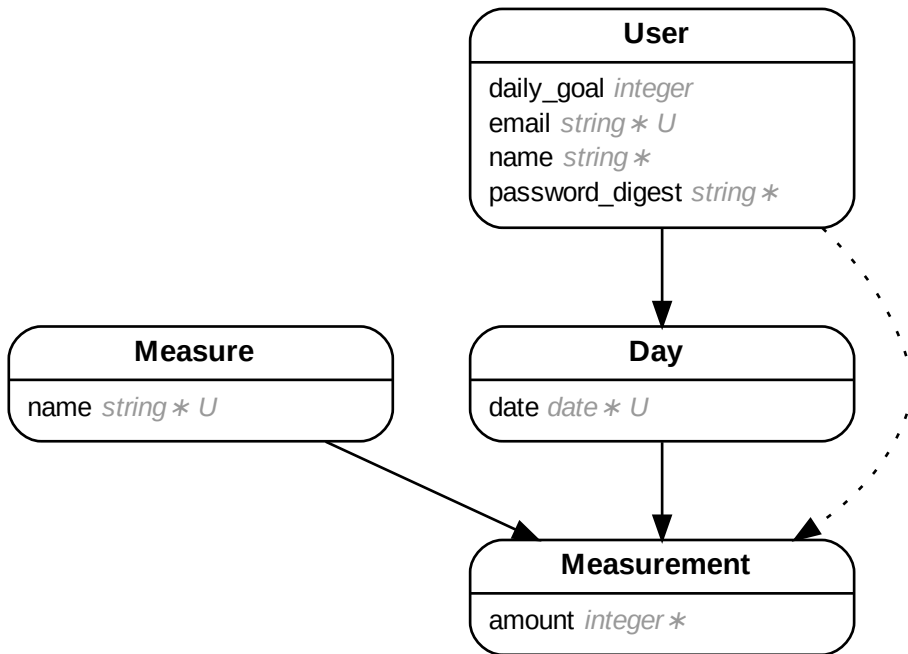 User
daily_goal integer
email string∗ U
name string∗
password_digest string∗
Measure
name string∗ U
Day
date date∗ U
Measurement
amount integer∗